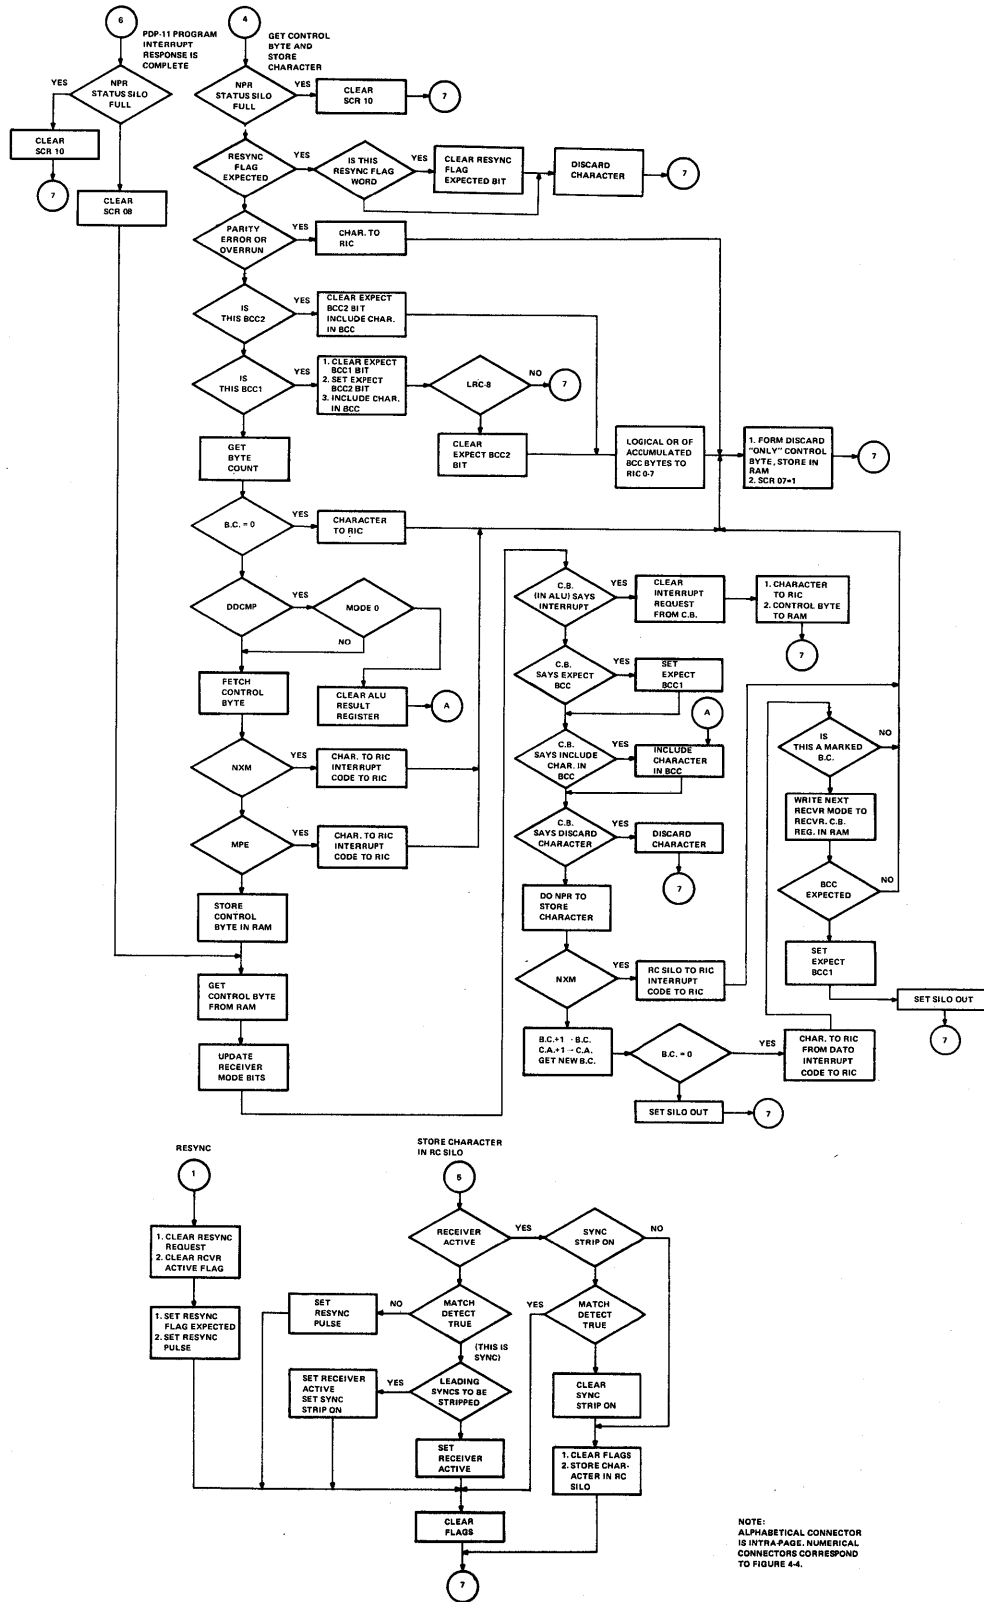 6
PDP-11 PROGRAM
INTERRUPT
RESPONSE IS
COMPLETE
YES
NPR
STATUS SILO
FULL
CLEAR
SCR 10
7
CLEAR
SCR 08
4
GET CONTROL
BYTE AND
STORE
CHARACTER
NPR
STATUS SILO
FULL
YES
CLEAR
SCR 10
7
RESYNC
FLAG
EXPECTED
YES
IS THIS
RESYNC FLAG
WORD
YES
CLEAR RESYNC
FLAG
EXPECTED BIT
DISCARD
CHARACTER
7
PARITY
ERROR OR
OVERRUN
YES
CHAR. TO
RIC
IS
THIS BCC2
YES
CLEAR EXPECT
BCC2 BIT
INCLUDE CHAR.
IN BCC
IS
THIS BCC1
YES
1. CLEAR EXPECT
BCC1 BIT
2. SET EXPECT
BCC2 BIT
3. INCLUDE CHAR.
IN BCC
LRC-8
NO
7
CLEAR
EXPECT BCC2
BIT
LOGICAL OR OF
ACCUMULATED
BCC BYTES TO
RIC 0-7
1. FORM DISCARD
"ONLY" CONTROL
BYTE, STORE IN
RAM
2. SCR 07=1
7
GET
BYTE
COUNT
B.C. = 0
YES
CHARACTER
TO RIC
DDCMP
YES
MODE 0
NO
FETCH
CONTROL
BYTE
CLEAR ALU
RESULT
REGISTER
A
NXM
YES
CHAR. TO RIC
INTERRUPT
CODE TO RIC
MPE
YES
CHAR. TO RIC
INTERRUPT
CODE TO RIC
STORE
CONTROL
BYTE IN RAM
GET
CONTROL BYTE
FROM RAM
UPDATE
RECEIVER
MODE BITS
C.B.
(IN ALU) SAYS
INTERRUPT
YES
CLEAR
INTERRUPT
REQUEST
FROM C.B.
1. CHARACTER
TO RIC
2. CONTROL BYTE
TO RAM
7
C.B.
SAYS EXPECT
BCC
YES
SET
EXPECT
BCC1
A
C.B.
SAYS INCLUDE
CHAR. IN
BCC
YES
INCLUDE
CHARACTER
IN BCC
C.B.
SAYS DISCARD
CHARACTER
YES
DISCARD
CHARACTER
7
DO NPR TO
STORE
CHARACTER
NXM
YES
RC SILO TO RIC
INTERRUPT
CODE TO RIC
B.C.+1 → B.C.
C.A.+1 → C.A.
GET NEW B.C.
B.C. = 0
YES
CHAR. TO RIC
FROM DATO
INTERRUPT
CODE TO RIC
SET SILO OUT
7
IS
THIS A MARKED
B.C.
NO
WRITE NEXT
RECVR MODE TO
RECVR. C.B.
REG. IN RAM
BCC
EXPECTED
NO
SET
EXPECT
BCC1
SET SILO OUT
7
RESYNC
1
1. CLEAR RESYNC
REQUEST
2. CLEAR RCVR
ACTIVE FLAG
1. SET RESYNC
FLAG EXPECTED
2. SET RESYNC
PULSE
STORE CHARACTER
IN RC SILO
5
RECEIVER
ACTIVE
YES
SYNC
STRIP ON
NO
MATCH
DETECT
TRUE
NO
SET
RESYNC
PULSE
YES
MATCH
DETECT
TRUE
(THIS IS
SYNC)
LEADING
SYNCS TO BE
STRIPPED
YES
SET RECEIVER
ACTIVE
SET SYNC
STRIP ON
CLEAR
SYNC
STRIP ON
SET
RECEIVER
ACTIVE
1. CLEAR FLAGS
2. STORE CHAR-
ACTER IN RC
SILO
CLEAR
FLAGS
7
NOTE:
ALPHABETICAL CONNECTOR
IS INTRA-PAGE. NUMERICAL
CONNECTORS CORRESPOND
TO FIGURE 4-4.